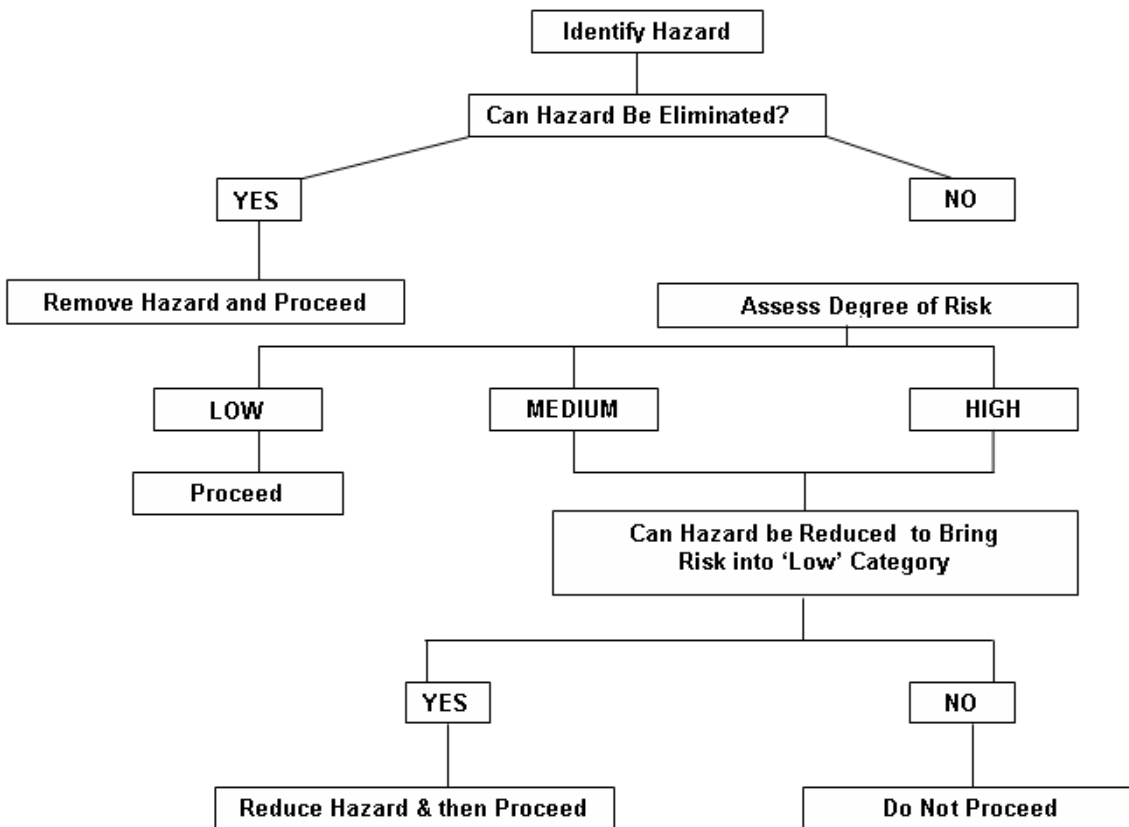 Identify Hazard
Can Hazard Be Eliminated?
YES
NO
Remove Hazard and Proceed
Assess Degree of Risk
LOW
MEDIUM
HIGH
Proceed
Can Hazard be Reduced to Bring
Risk into ‘Low’ Category
YES
NO
Reduce Hazard & then Proceed
Do Not Proceed